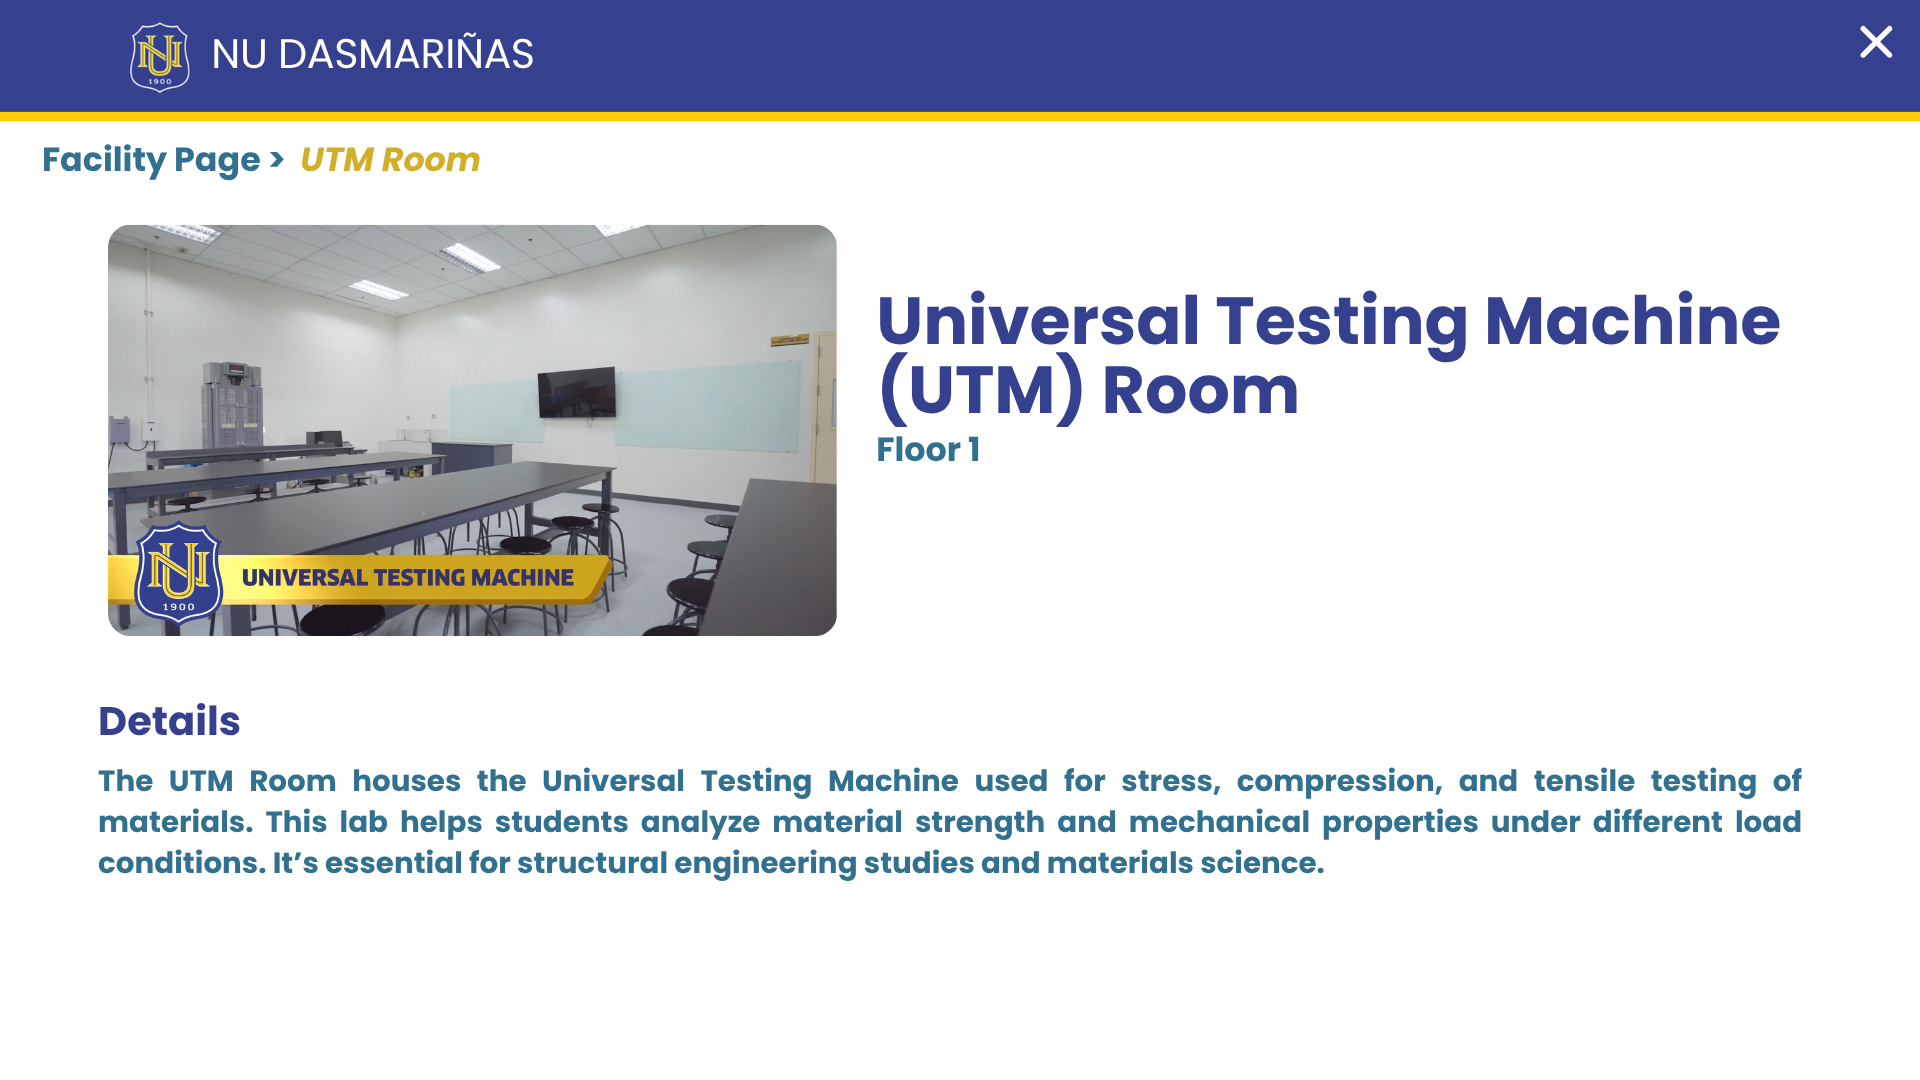 NU
1900
NU DASMARIÑAS
Facility Page > UTM Room
Universal Testing Machine
(UTM) Room
Floor 1
NU
1900
UNIVERSAL TESTING MACHINE
Details
The UTM Room houses the Universal Testing Machine used for stress, compression, and tensile testing of
materials. This lab helps students analyze material strength and mechanical properties under different load
conditions. It’s essential for structural engineering studies and materials science.